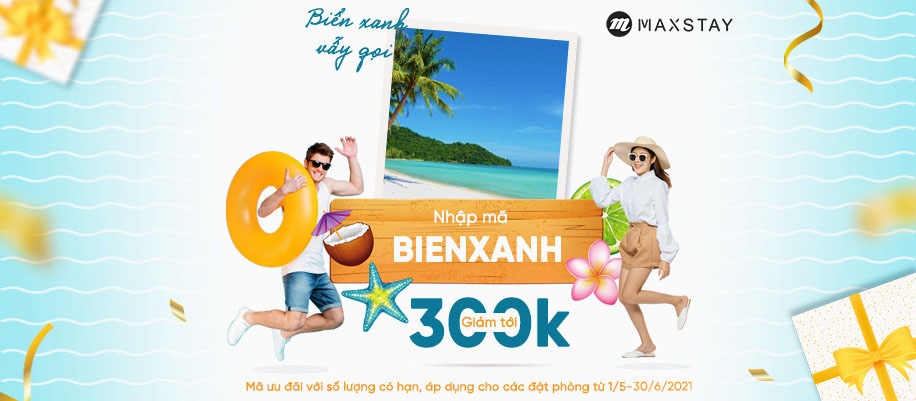 Biển xanh
vẫy gọi
MAXSTAY
Nhập mã
BIENXANH
300k
Giảm tới
Mã ưu đãi với số lượng có hạn, áp dụng cho các đặt phòng từ 1/5-30/6/2021